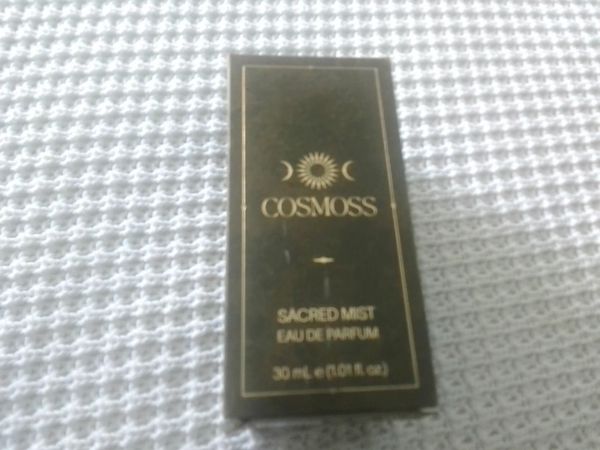 COSMOSS
SACRED MIST
EAU DE PARFUM
30 mL e (1.01 fl. oz.)